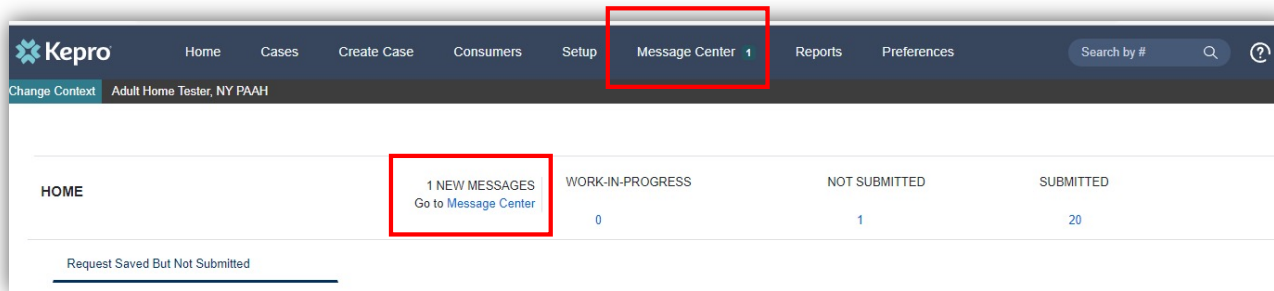 Kepro Home Cases Create Case Consumers Setup Message Center 1 Reports Preferences Search by # ?
Change Context Adult Home Tester, NY PAAH
HOME 1 NEW MESSAGES WORK-IN-PROGRESS NOT SUBMITTED SUBMITTED
Go to Message Center
0 1 20
Request Saved But Not Submitted